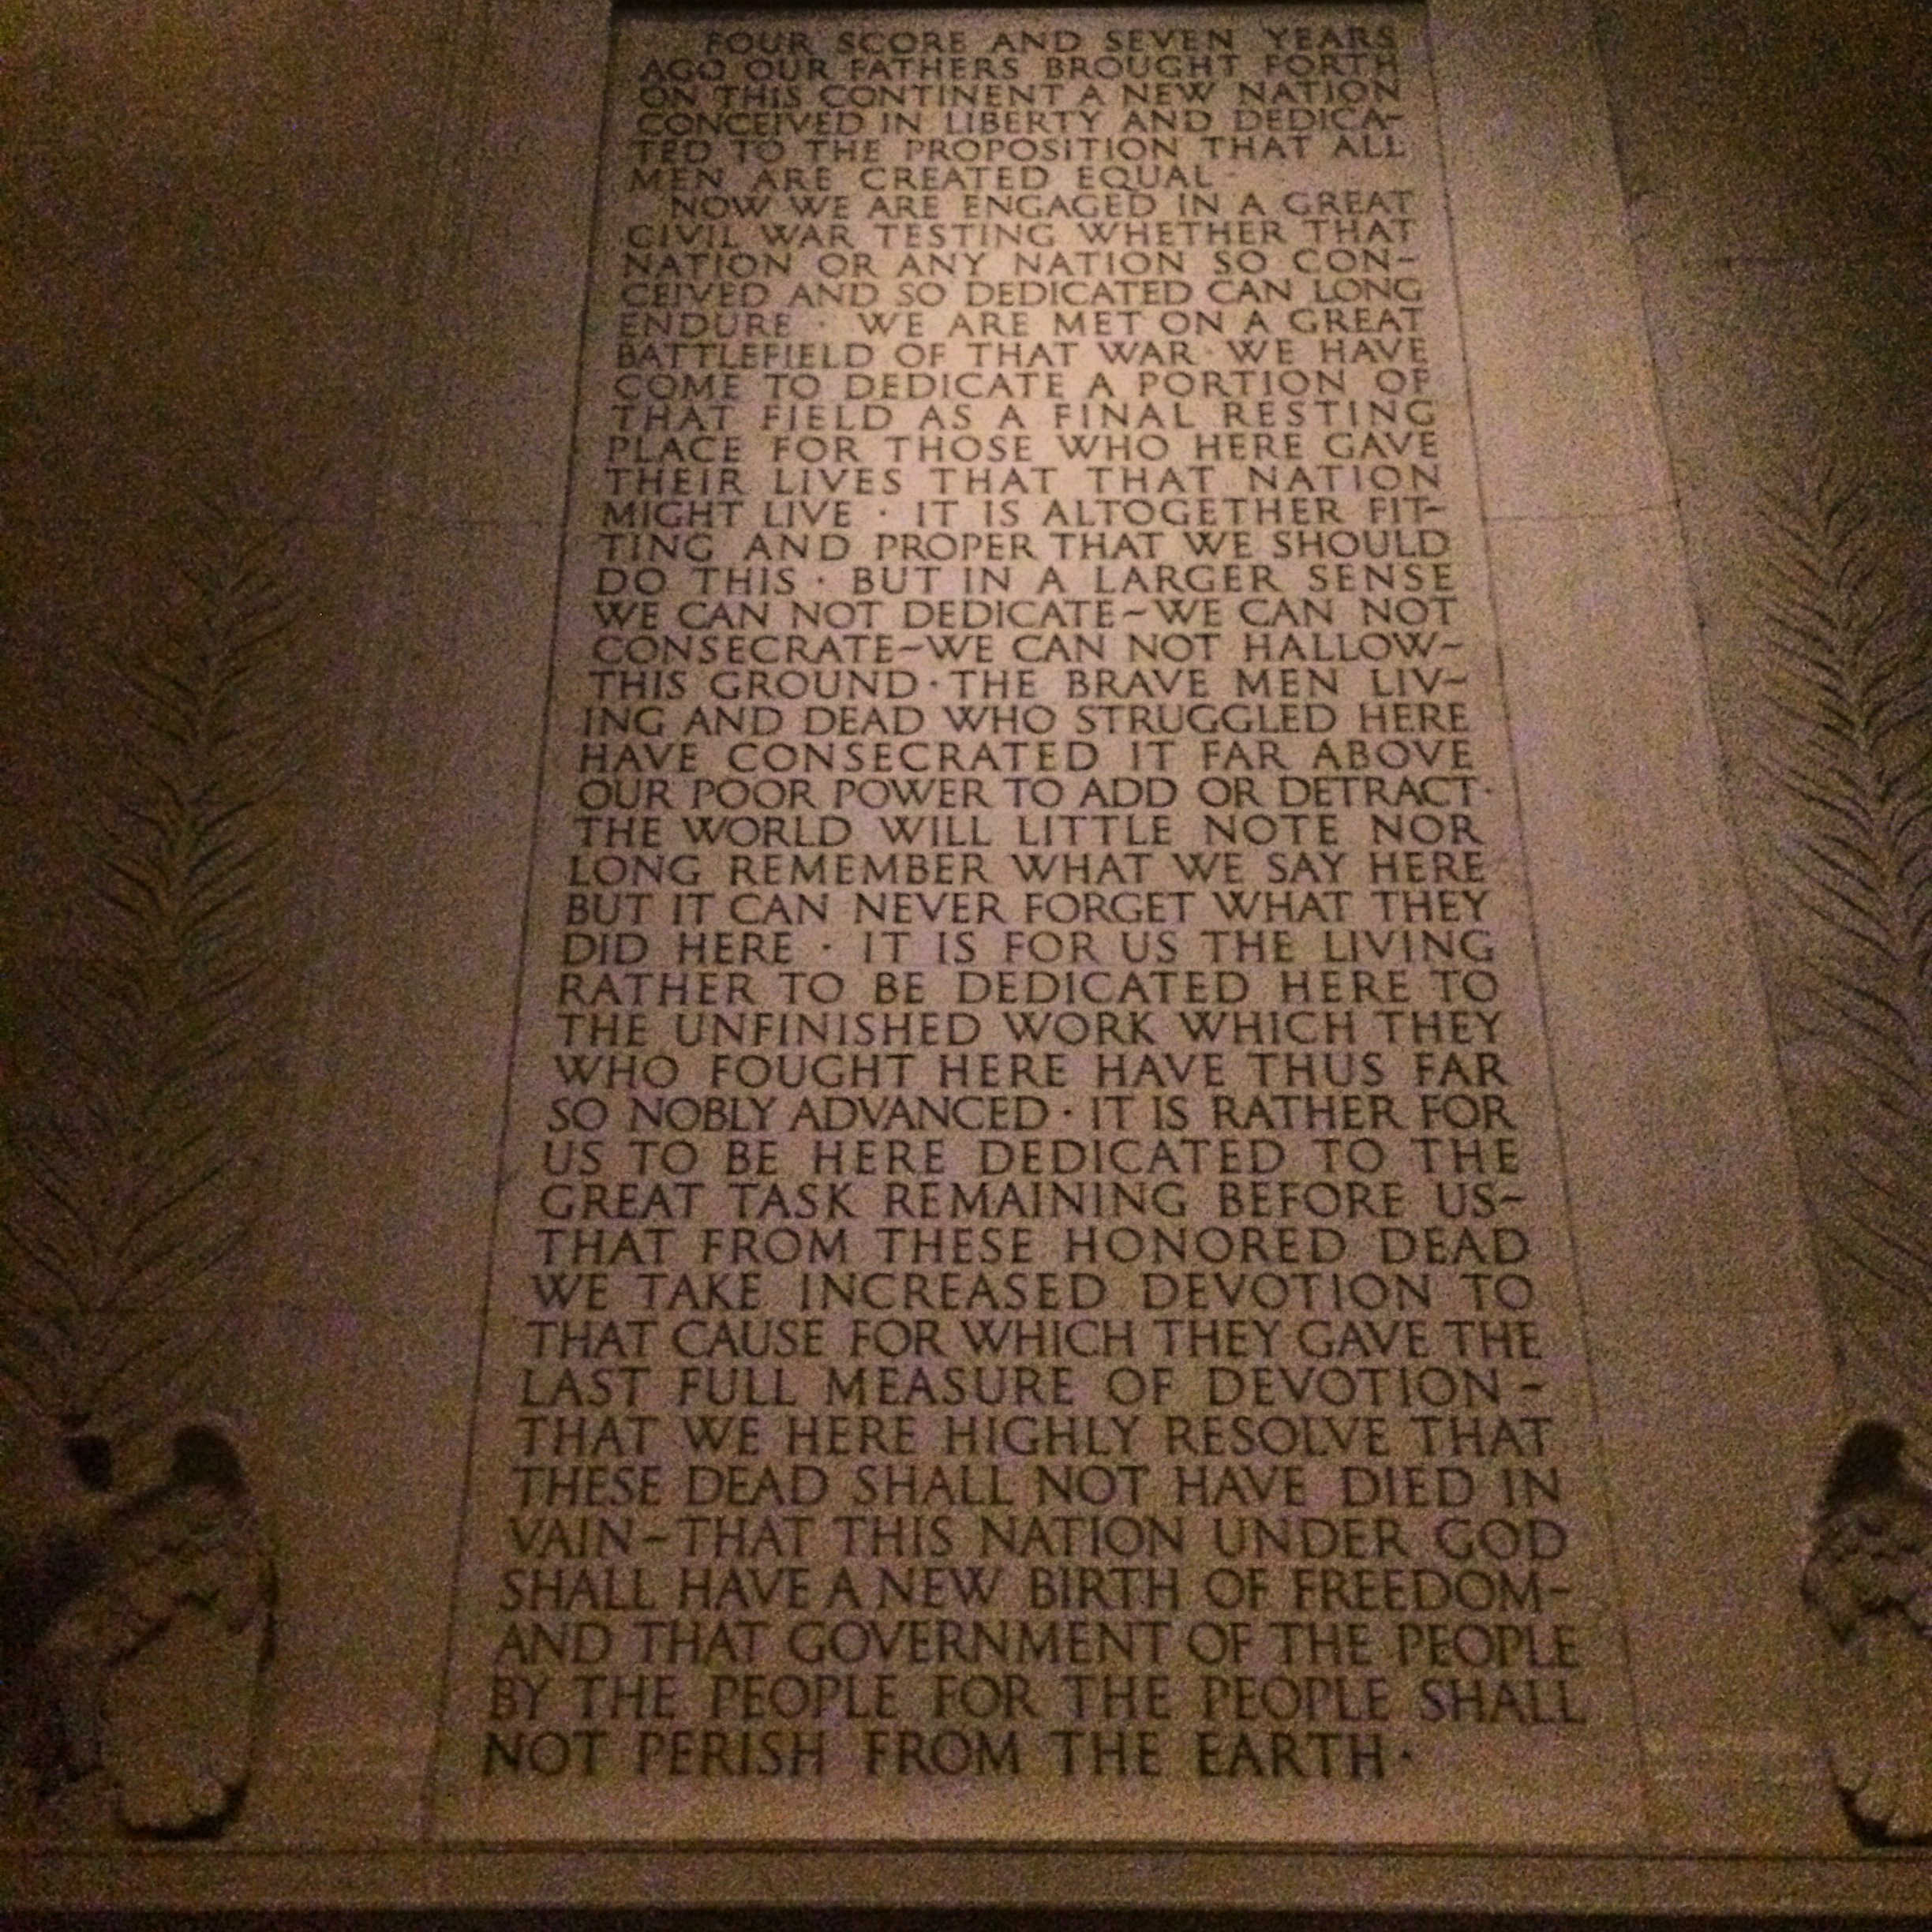 FOUR SCORE AND SEVEN YEARS
AGO OUR FATHERS BROUGHT FORTH
ON THIS CONTINENT A NEW NATION
CONCEIVED IN LIBERTY AND DEDICA-
TED TO THE PROPOSITION THAT ALL
MEN ARE CREATED EQUAL ·
NOW WE ARE ENGAGED IN A GREAT
CIVIL WAR TESTING WHETHER THAT
NATION OR ANY NATION SO CON-
CEIVED AND SO DEDICATED CAN LONG
ENDURE · WE ARE MET ON A GREAT
BATTLEFIELD OF THAT WAR · WE HAVE
COME TO DEDICATE A PORTION OF
THAT FIELD AS A FINAL RESTING
PLACE FOR THOSE WHO HERE GAVE
THEIR LIVES THAT THAT NATION
MIGHT LIVE · IT IS ALTOGETHER FIT-
TING AND PROPER THAT WE SHOULD
DO THIS · BUT IN A LARGER SENSE
WE CAN NOT DEDICATE~WE CAN NOT
CONSECRATE~WE CAN NOT HALLOW~
THIS GROUND · THE BRAVE MEN LIV~
ING AND DEAD WHO STRUGGLED HERE
HAVE CONSECRATED IT FAR ABOVE
OUR POOR POWER TO ADD OR DETRACT ·
THE WORLD WILL LITTLE NOTE NOR
LONG REMEMBER WHAT WE SAY HERE
BUT IT CAN NEVER FORGET WHAT THEY
DID HERE · IT IS FOR US THE LIVING
RATHER TO BE DEDICATED HERE TO
THE UNFINISHED WORK WHICH THEY
WHO FOUGHT HERE HAVE THUS FAR
SO NOBLY ADVANCED · IT IS RATHER FOR
US TO BE HERE DEDICATED TO THE
GREAT TASK REMAINING BEFORE US~
THAT FROM THESE HONORED DEAD
WE TAKE INCREASED DEVOTION TO
THAT CAUSE FOR WHICH THEY GAVE THE
LAST FULL MEASURE OF DEVOTION~
THAT WE HERE HIGHLY RESOLVE THAT
THESE DEAD SHALL NOT HAVE DIED IN
VAIN~THAT THIS NATION UNDER GOD
SHALL HAVE A NEW BIRTH OF FREEDOM~
AND THAT GOVERNMENT OF THE PEOPLE
BY THE PEOPLE FOR THE PEOPLE SHALL
NOT PERISH FROM THE EARTH ·